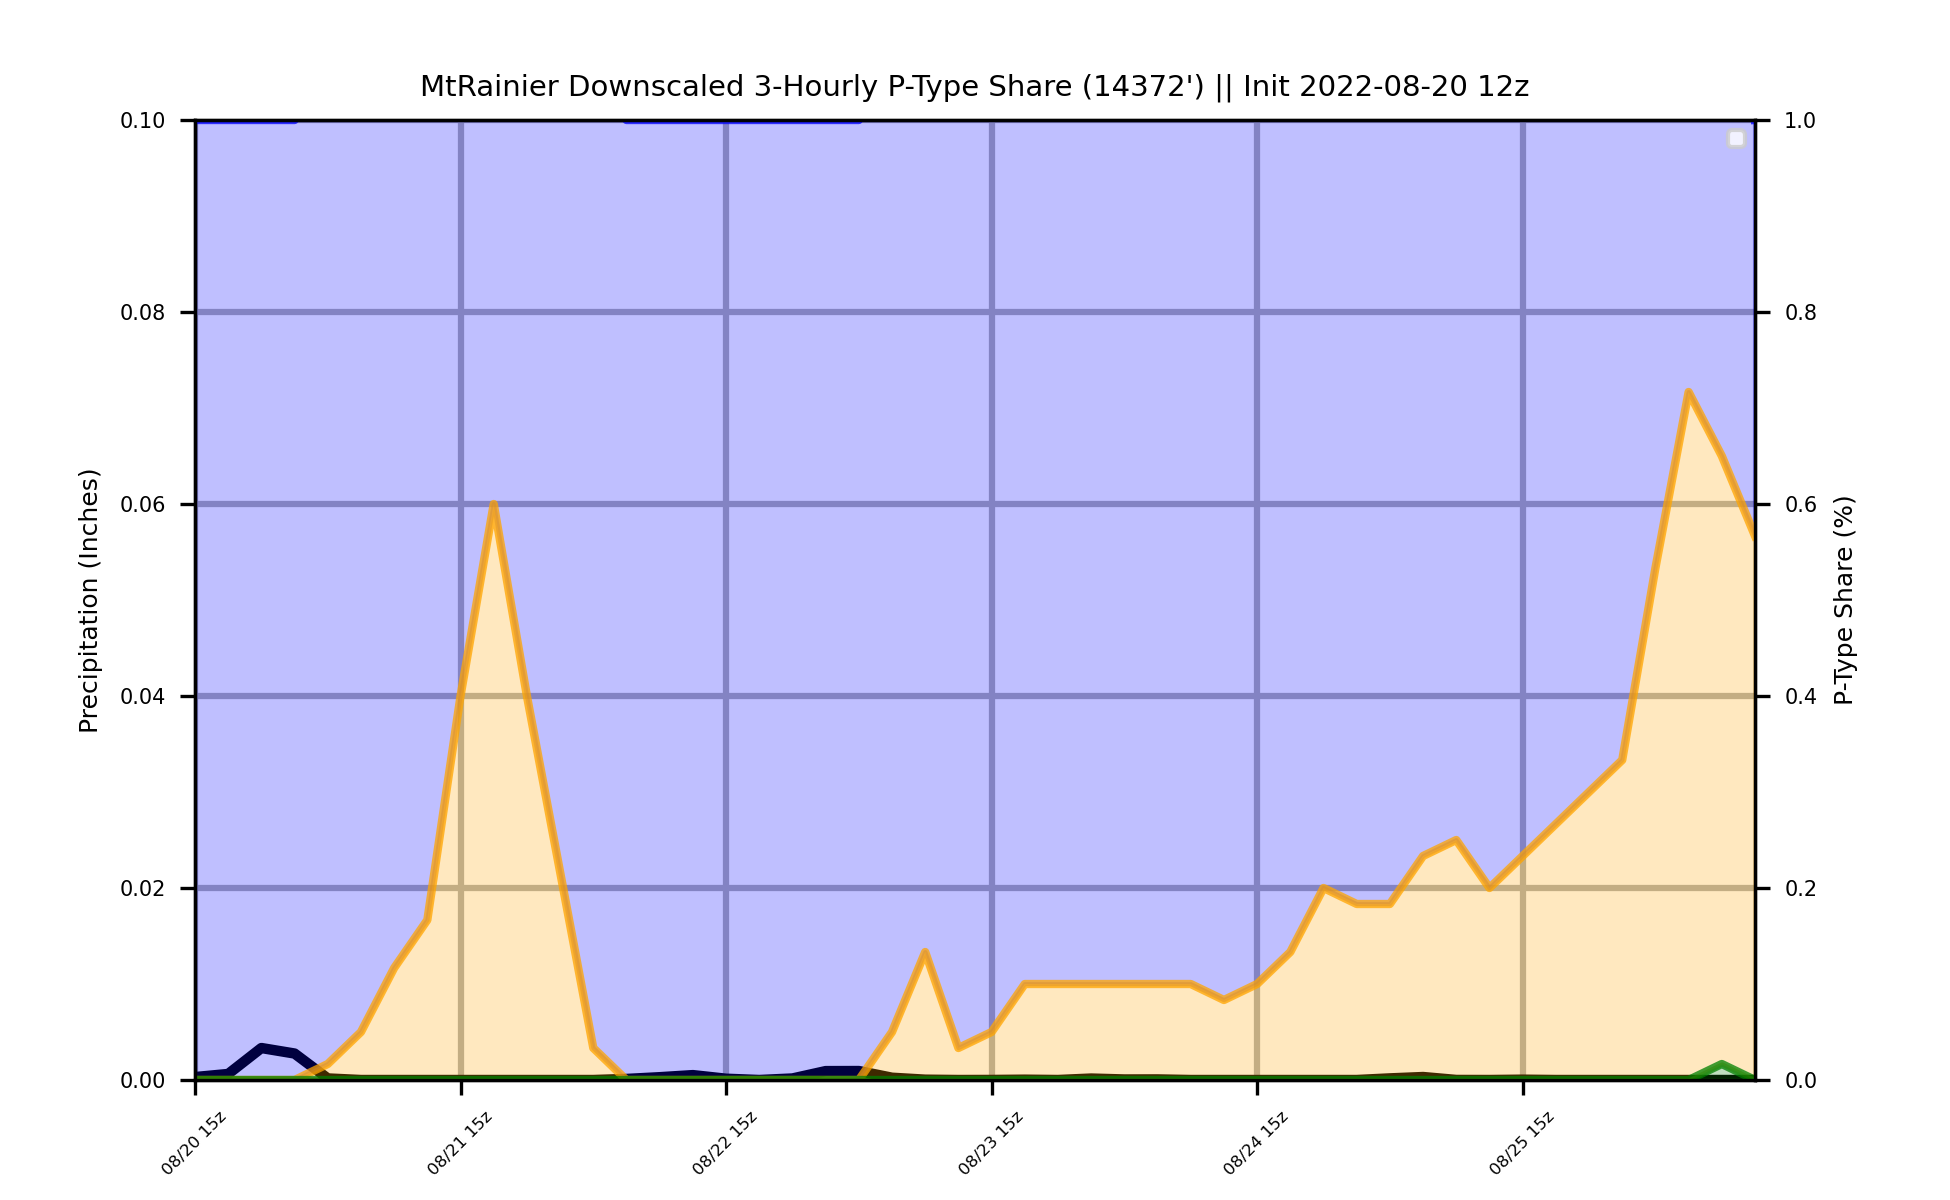 MtRainier Downscaled 3-Hourly P-Type Share (14372') || Init 2022-08-20 12z
Precipitation (Inches)
0.10
0.08
0.06
0.04
0.02
0.00
1.0
0.8
0.6
0.4
0.2
0.0
P-Type Share (%)
08/20 15z
08/21 15z
08/22 15z
08/23 15z
08/24 15z
08/25 15z